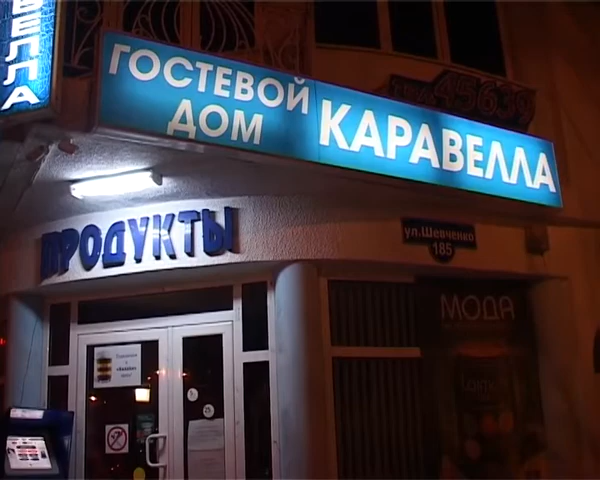 ВЕЛЛА
ГОСТЕВОЙ
ДОМ
КАРАВЕЛЛА
ПРОДУКТЫ
ул.Шевченко
185
МОДА